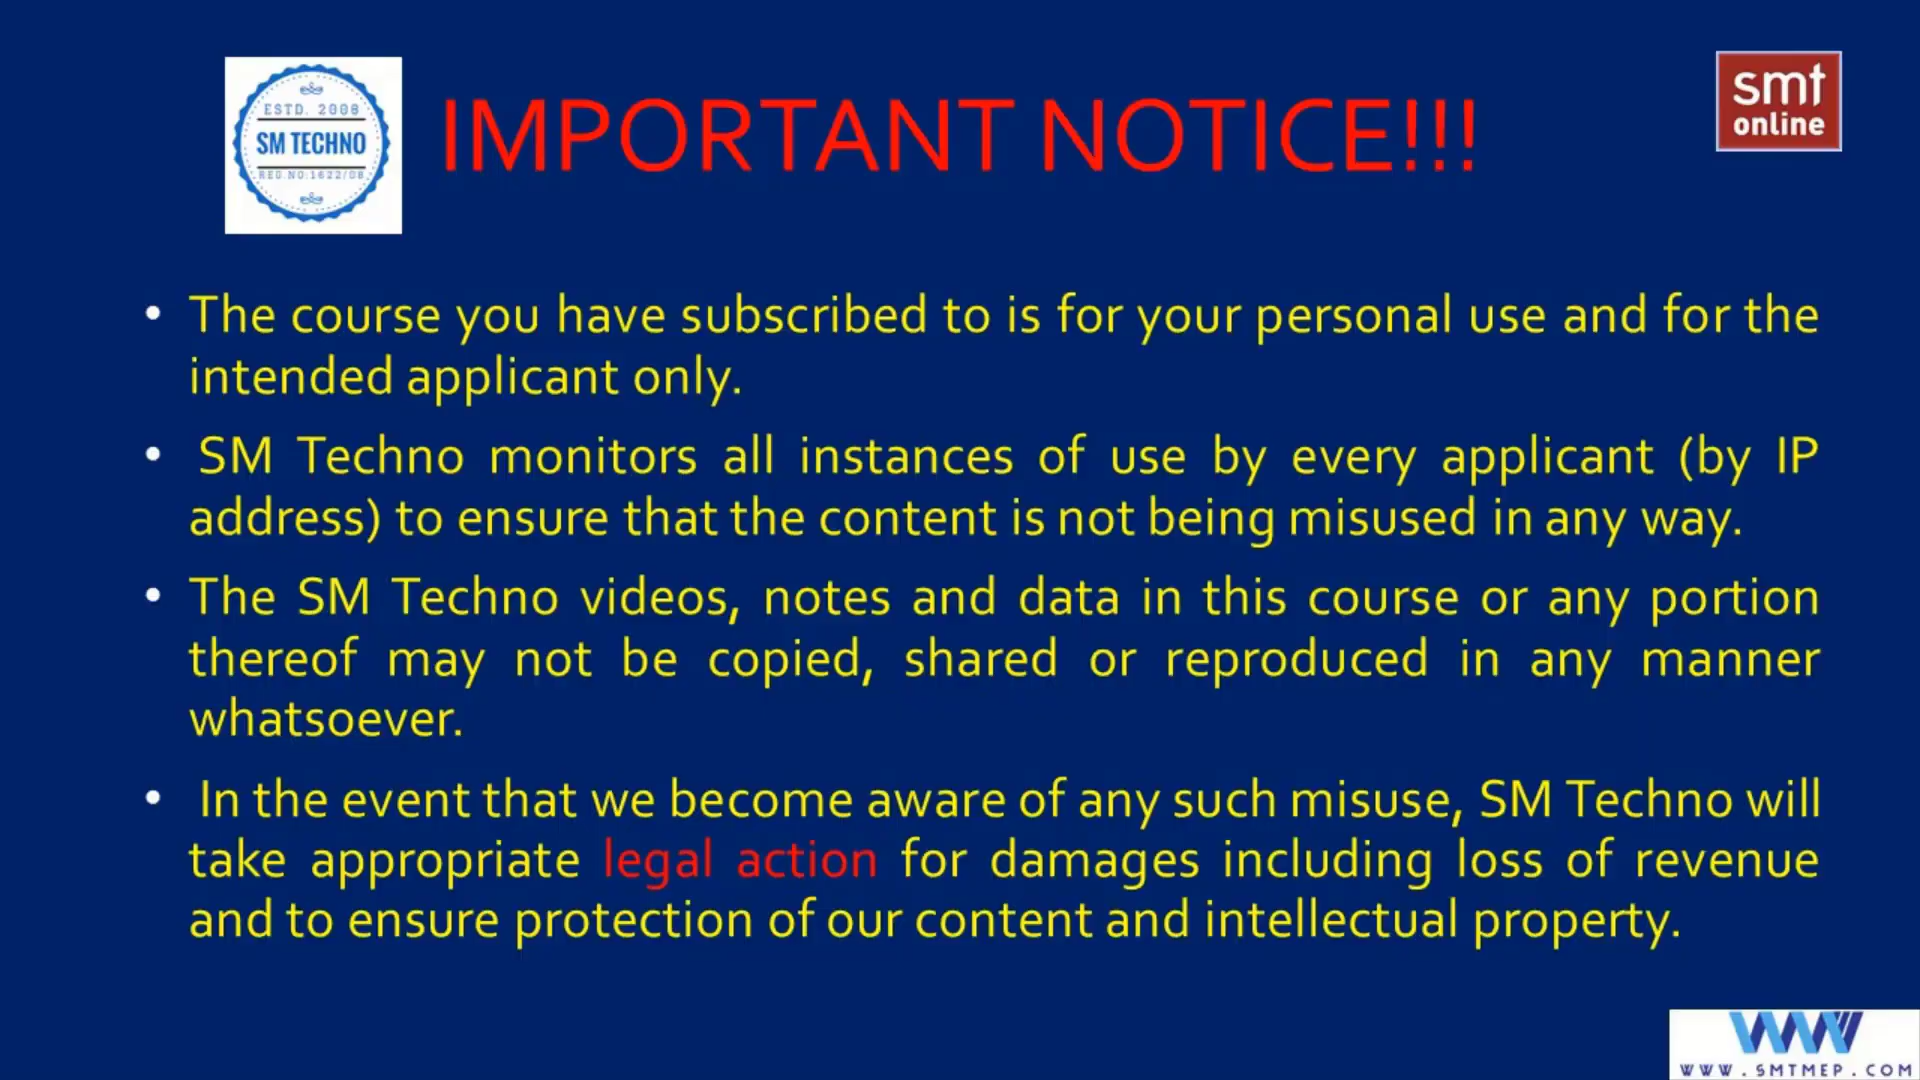 ESTD. 2008
SM TECHNO
REG.NO:1622/08
IMPORTANT NOTICE!!!
smt
online
• The course you have subscribed to is for your personal use and for the
intended applicant only.
• SM Techno monitors all instances of use by every applicant (by IP
address) to ensure that the content is not being misused in any way.
• The SM Techno videos, notes and data in this course or any portion
thereof may not be copied, shared or reproduced in any manner
whatsoever.
• In the event that we become aware of any such misuse, SM Techno will
take appropriate legal action for damages including loss of revenue
and to ensure protection of our content and intellectual property.
WWW.SMTMEP.COM